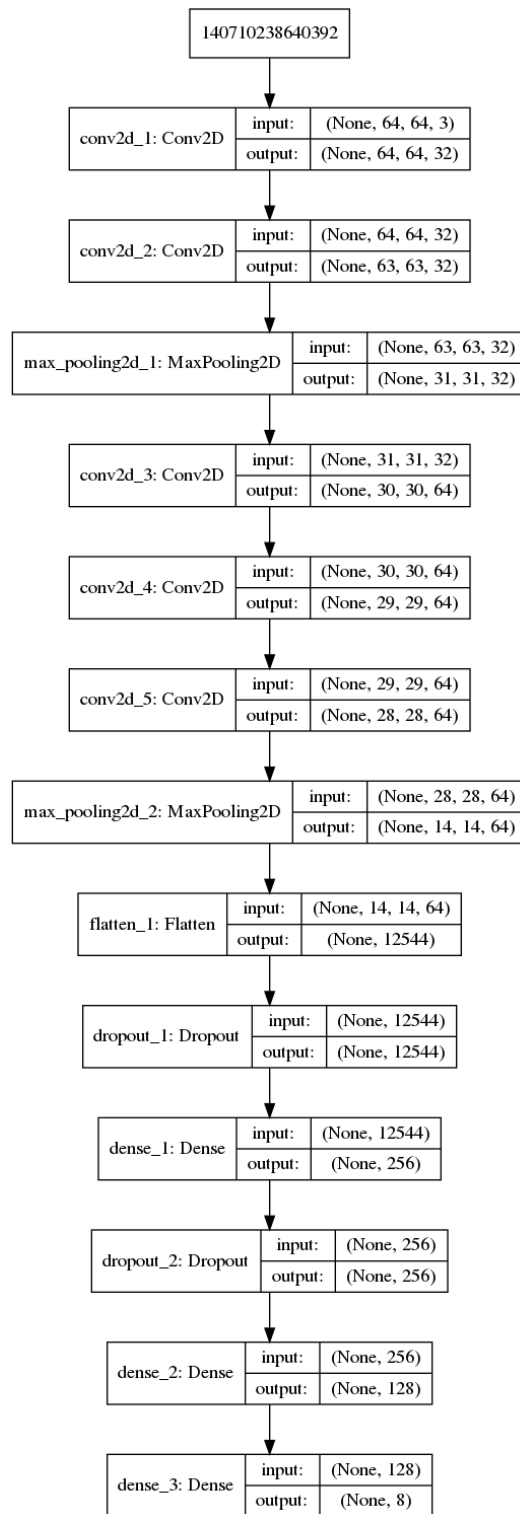 140710238640392
conv2d_1: Conv2D
input: (None, 64, 64, 3)
output: (None, 64, 64, 32)
conv2d_2: Conv2D
input: (None, 64, 64, 32)
output: (None, 63, 63, 32)
max_pooling2d_1: MaxPooling2D
input: (None, 63, 63, 32)
output: (None, 31, 31, 32)
conv2d_3: Conv2D
input: (None, 31, 31, 32)
output: (None, 30, 30, 64)
conv2d_4: Conv2D
input: (None, 30, 30, 64)
output: (None, 29, 29, 64)
conv2d_5: Conv2D
input: (None, 29, 29, 64)
output: (None, 28, 28, 64)
max_pooling2d_2: MaxPooling2D
input: (None, 28, 28, 64)
output: (None, 14, 14, 64)
flatten_1: Flatten
input: (None, 14, 14, 64)
output: (None, 12544)
dropout_1: Dropout
input: (None, 12544)
output: (None, 12544)
dense_1: Dense
input: (None, 12544)
output: (None, 256)
dropout_2: Dropout
input: (None, 256)
output: (None, 256)
dense_2: Dense
input: (None, 256)
output: (None, 128)
dense_3: Dense
input: (None, 128)
output: (None, 8)